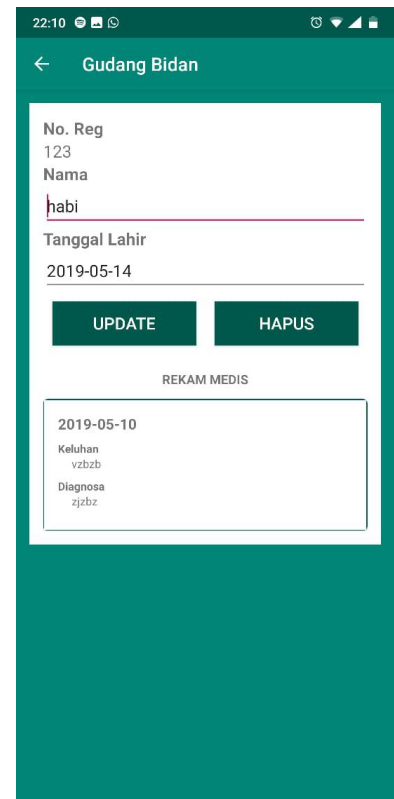 22:10
Gudang Bidan
No. Reg
123
Nama
habi
Tanggal Lahir
2019-05-14
UPDATE HAPUS
REKAM MEDIS
2019-05-10
Keluhan
vzbzb
Diagnosa
zjzbz